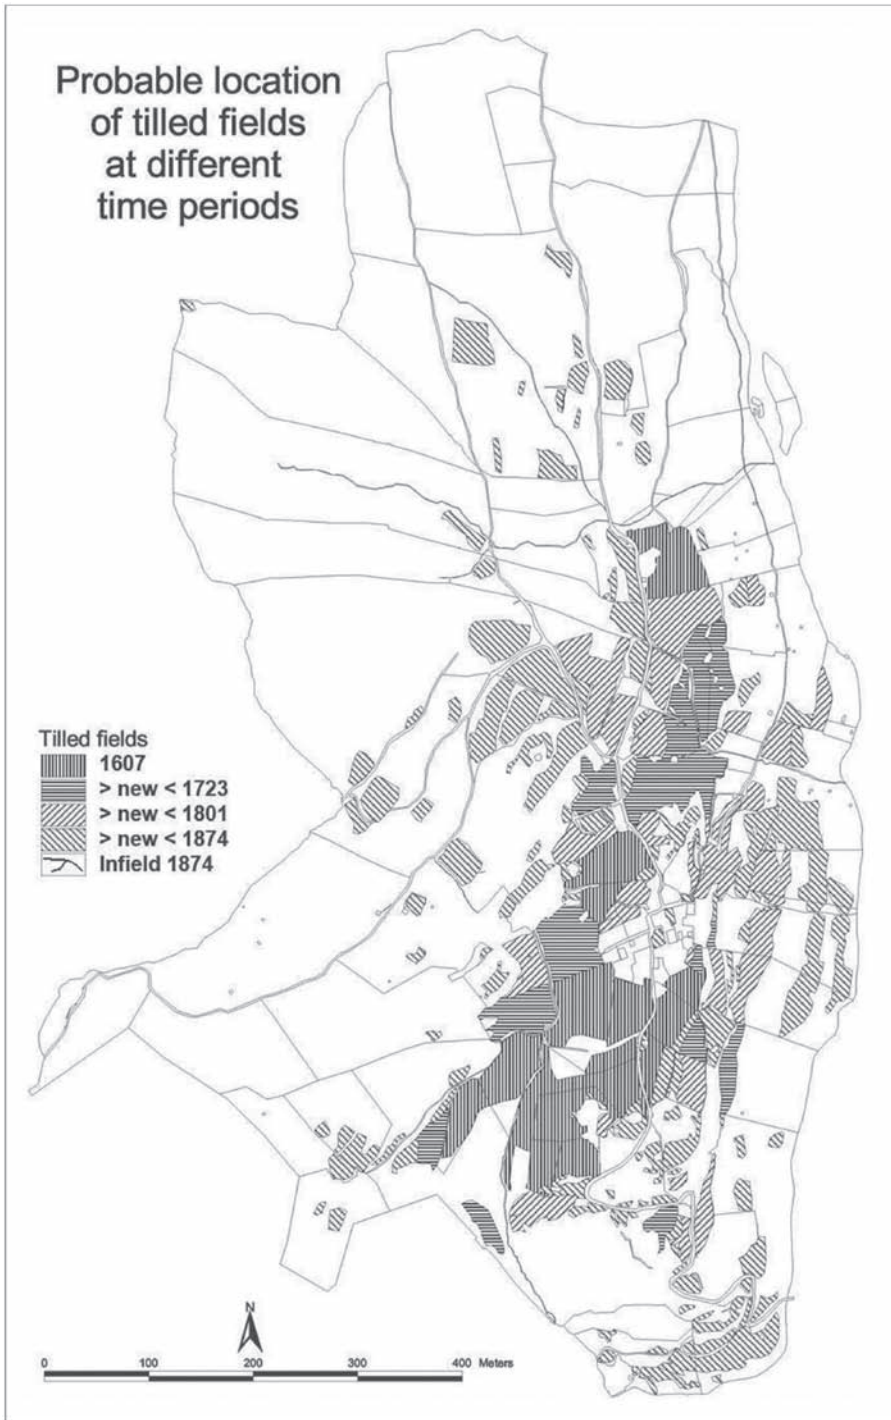 Probable location
of tilled fields
at different
time periods
Tilled fields
1607
> new < 1723
> new < 1801
> new < 1874
Infield 1874
N
0 100 200 300 400 Meters